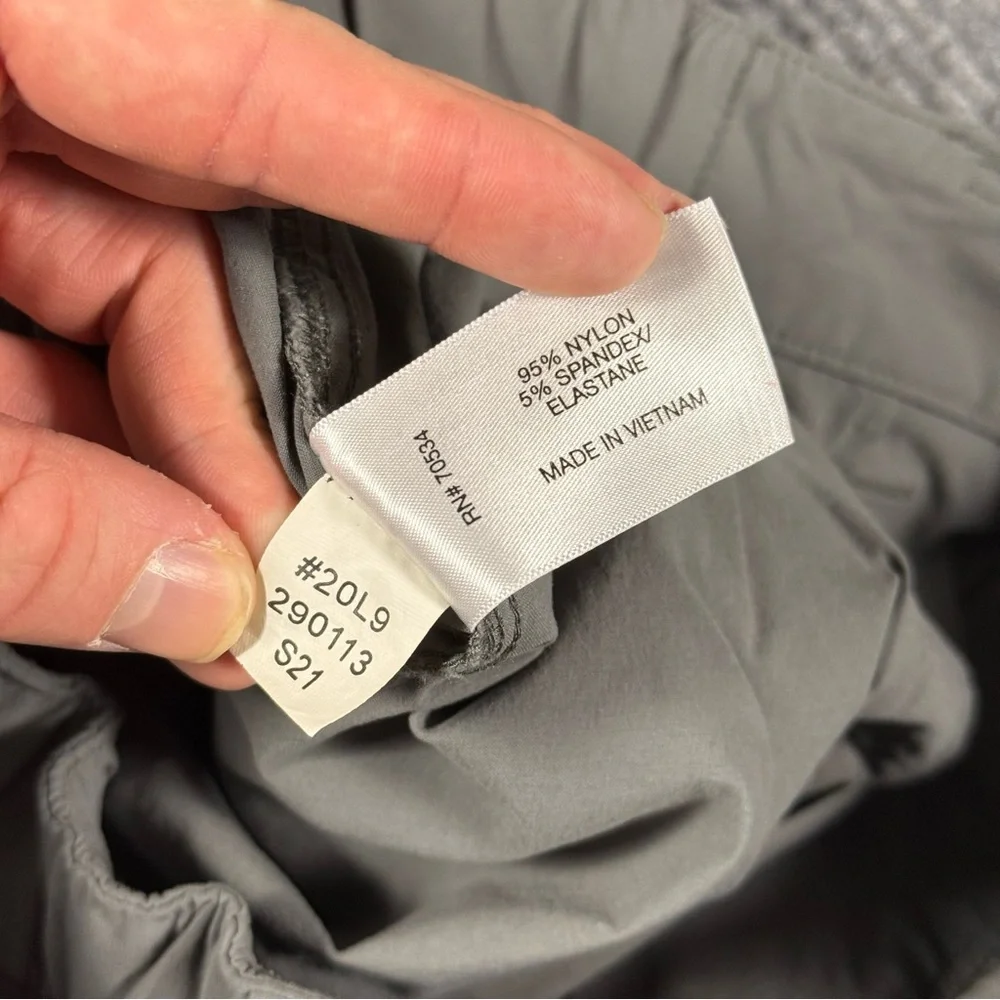 95% NYLON
5% SPANDEX/
ELASTANE
MADE IN VIETNAM
RN# 70534
#20L9
290113
S21